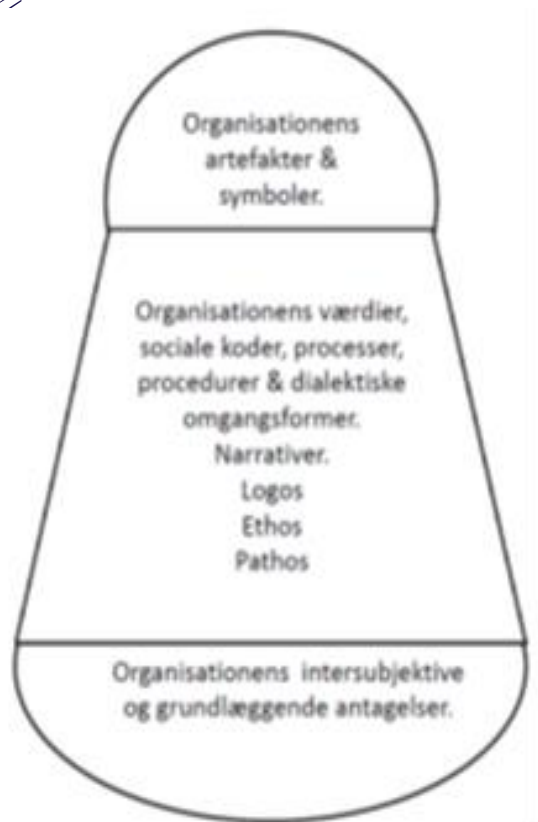 Organisationens
artefakter &
symboler.
Organisationens værdier,
sociale koder, processer,
procedurer & dialektiske
omgangsformer.
Narrativer.
Logos
Ethos
Pathos
Organisationens intersubjektive
og grundlæggende antagelser.